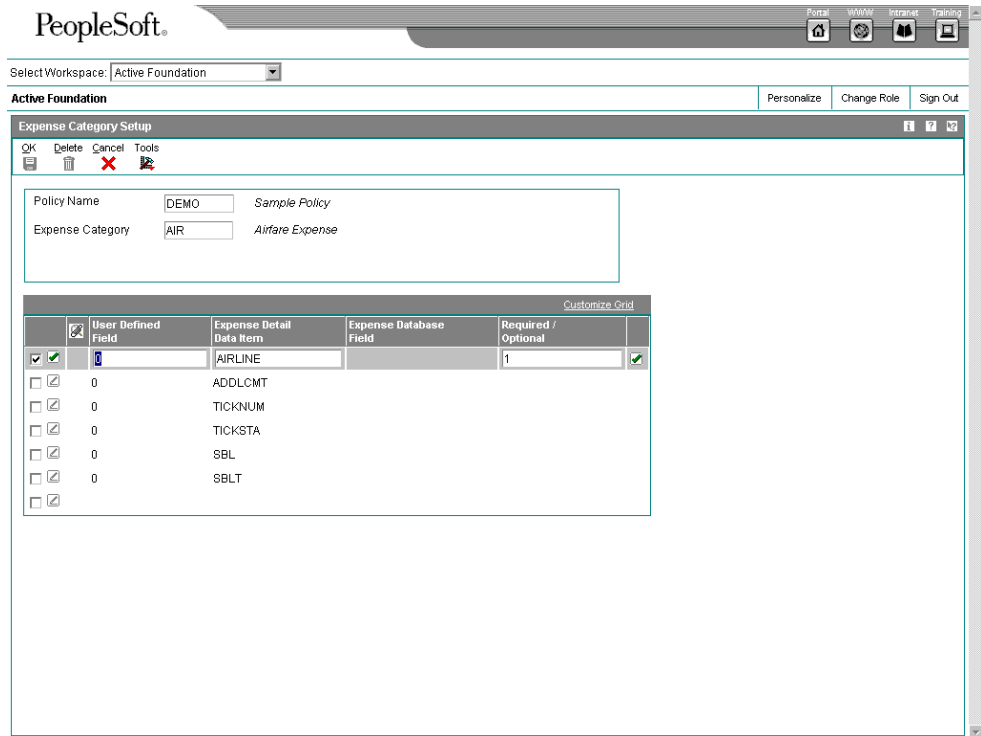 Portal WWW Intranet Training
PeopleSoft.
Select Workspace: Active Foundation
Active Foundation Personalize Change Role Sign Out
Expense Category Setup i ? ?
OK Delete Cancel Tools
Policy Name DEMO Sample Policy
Expense Category AIR Airfare Expense
Customize Grid
User Defined Field Expense Detail Data Item Expense Database Field Required / Optional
0 AIRLINE 1
0 ADDLCMT
0 TICKNUM
0 TICKSTA
0 SBL
0 SBLT